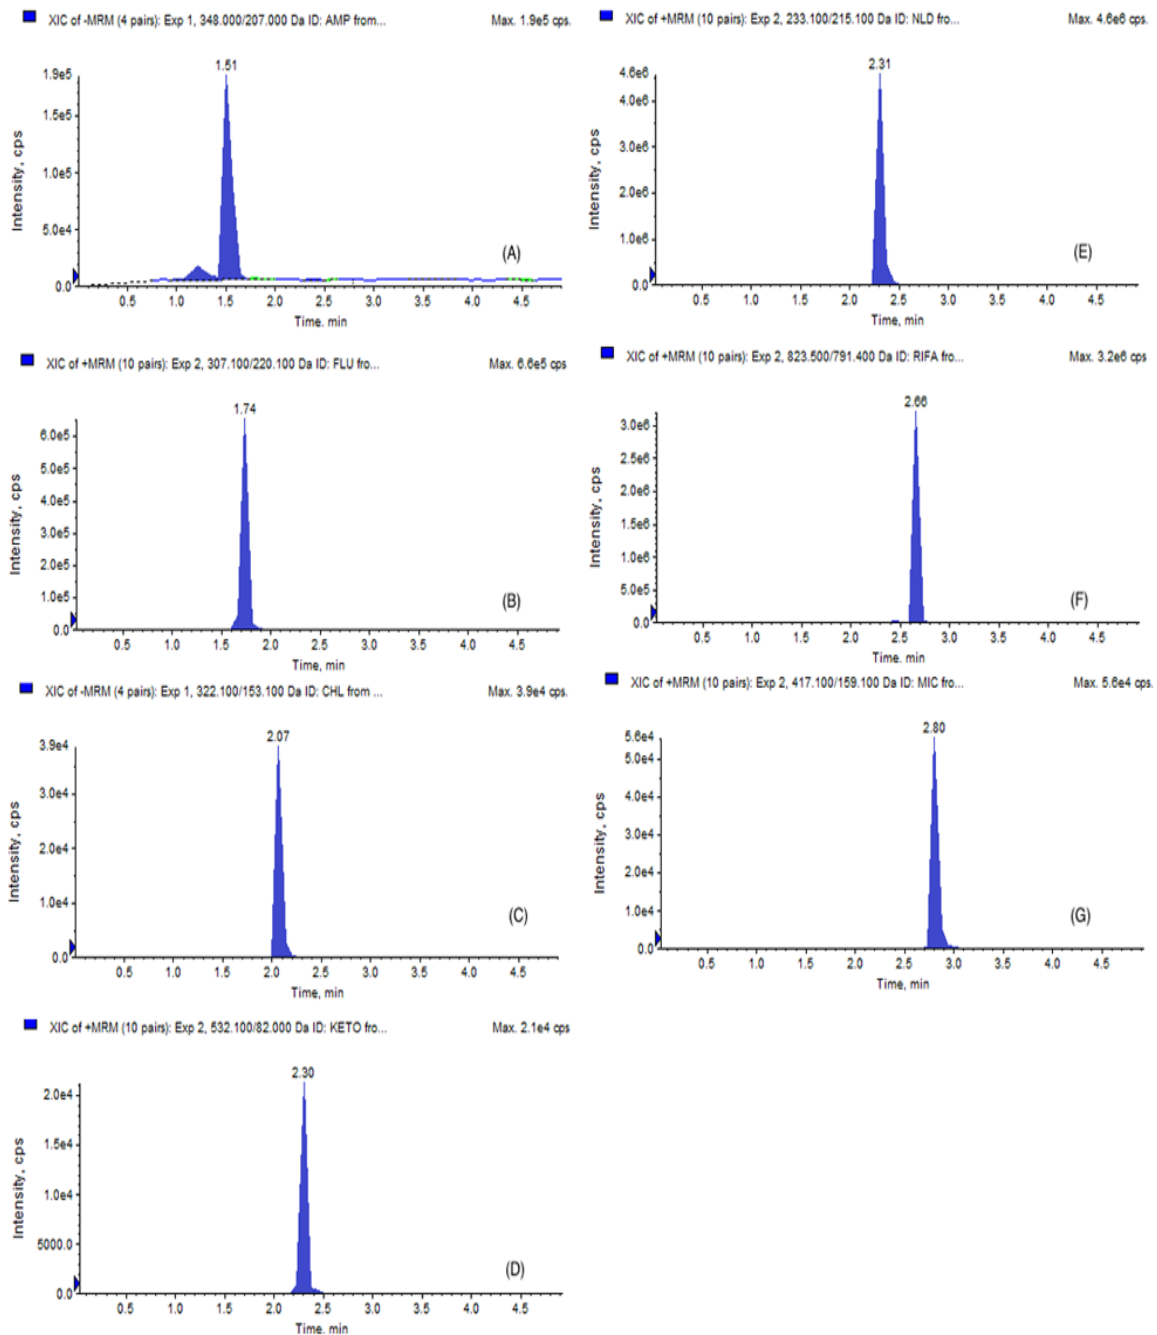 XIC of -MRM (4 pairs): Exp 1, 348.000/207.000 Da ID: AMP from... Max. 1.9e5 cps.
1.51
1.9e5
1.5e5
1.0e5
5.0e4
0.0
Intensity, cps
(A)
0.5 1.0 1.5 2.0 2.5 3.0 3.5 4.0 4.5
Time, min
XIC of +MRM (10 pairs): Exp 2, 307.100/220.100 Da ID: FLU fro... Max. 6.6e5 cps
1.74
6.0e5
5.0e5
4.0e5
3.0e5
2.0e5
1.0e5
0.0
Intensity, cps
(B)
0.5 1.0 1.5 2.0 2.5 3.0 3.5 4.0 4.5
Time, min
XIC of -MRM (4 pairs): Exp 1, 322.100/153.100 Da ID: CHL from ... Max. 3.9e4 cps.
2.07
3.9e4
3.0e4
2.0e4
1.0e4
0.0
Intensity, cps
(C)
0.5 1.0 1.5 2.0 2.5 3.0 3.5 4.0 4.5
Time, min
XIC of +MRM (10 pairs): Exp 2, 532.100/82.000 Da ID: KETO fro... Max. 2.1e4 cps
2.30
2.0e4
1.5e4
1.0e4
5000.0
0.0
Intensity, cps
(D)
0.5 1.0 1.5 2.0 2.5 3.0 3.5 4.0 4.5
Time, min
XIC of +MRM (10 pairs): Exp 2, 233.100/215.100 Da ID: NLD fro... Max. 4.6e6 cps
2.31
4.6e6
4.0e6
3.0e6
2.0e6
1.0e6
0.0
Intensity, cps
(E)
0.5 1.0 1.5 2.0 2.5 3.0 3.5 4.0 4.5
Time, min
XIC of +MRM (10 pairs): Exp 2, 823.500/791.400 Da ID: RIFA fro... Max. 3.2e6 cps
2.66
3.0e6
2.5e6
2.0e6
1.5e6
1.0e6
5.0e5
0.0
Intensity, cps
(F)
0.5 1.0 1.5 2.0 2.5 3.0 3.5 4.0 4.5
Time, min
XIC of +MRM (10 pairs): Exp 2, 417.100/159.100 Da ID: MIC fro... Max. 5.6e4 cps.
2.80
5.6e4
5.0e4
4.0e4
3.0e4
2.0e4
1.0e4
0.0
Intensity, cps
(G)
0.5 1.0 1.5 2.0 2.5 3.0 3.5 4.0 4.5
Time, min